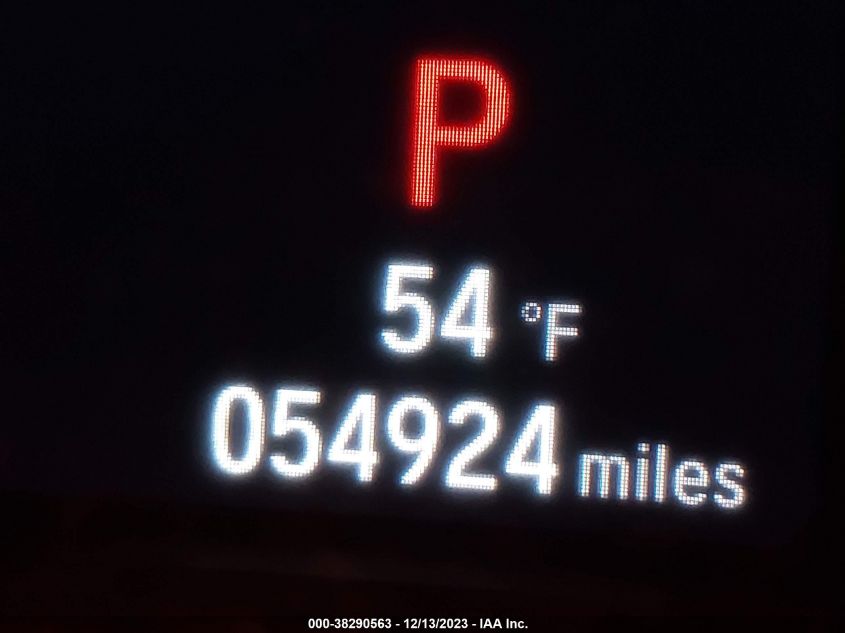 P
54 °F
054924 miles
000-38290563 - 12/13/2023 - IAA Inc.